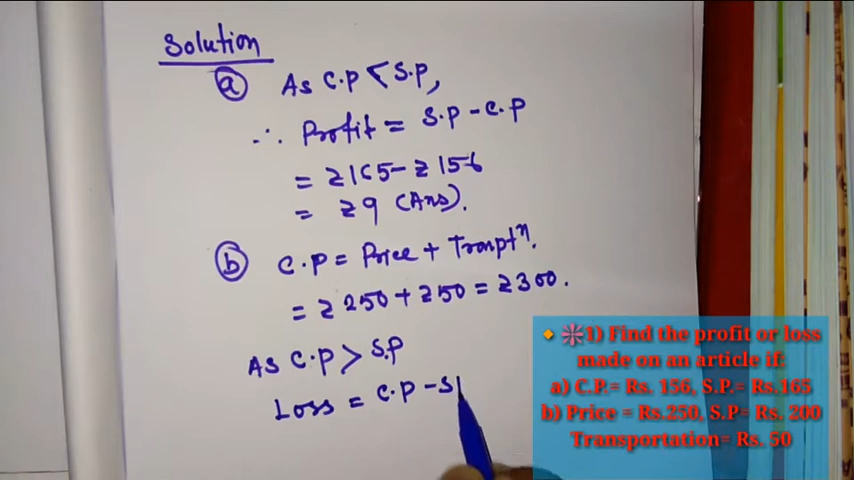 Solution
(a) As C.P < S.P,
∴ Profit = S.P - C.P
= ₹165 - ₹156
= ₹9 (Ans).
(b) C.P = Price + Tranptⁿ.
= ₹250 + ₹50 = ₹300.
As C.P > S.P
Loss = C.P - S
🔸❇1) Find the profit or loss
made on an article if:
a) C.P.= Rs. 156, S.P.= Rs.165
b) Price = Rs.250, S.P= Rs. 200
Transportation= Rs. 50